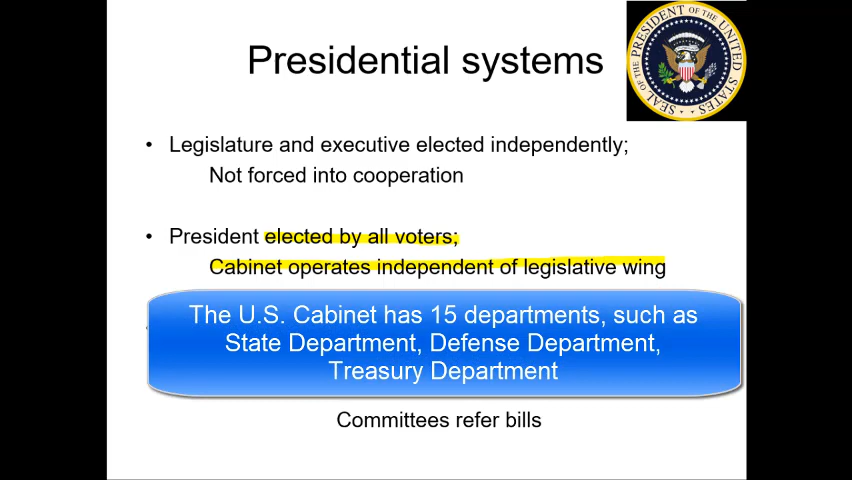 Presidential systems
SEAL OF THE PRESIDENT OF THE UNITED STATES
• Legislature and executive elected independently;
Not forced into cooperation
• President elected by all voters;
Cabinet operates independent of legislative wing
The U.S. Cabinet has 15 departments, such as
State Department, Defense Department,
Treasury Department
Committees refer bills